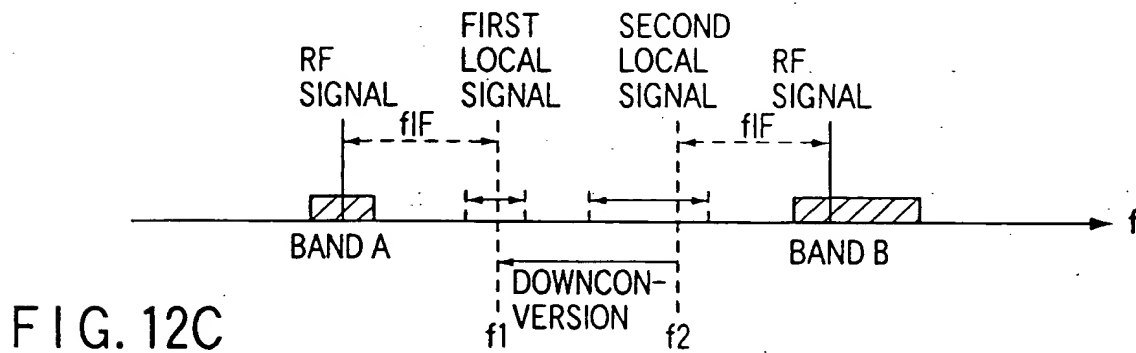 FIRST
LOCAL
SIGNAL
SECOND
LOCAL
SIGNAL
RF
SIGNAL
RF
SIGNAL
fIF
fIF
f
BAND A
BAND B
DOWNCON-
VERSION
f1
f2
FIG. 12C